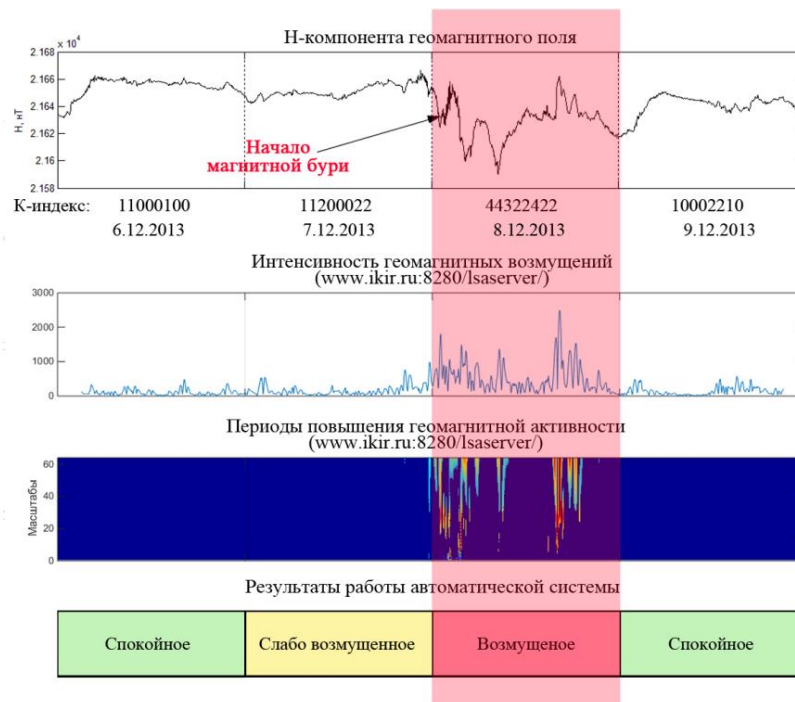 Н-компонента геомагнитного поля
2.168 x 10⁴
2.166
2.164
2.162
2.16
2.158
Н, нТ
Начало
магнитной бури
К-индекс: 11000100 11200022 44322422 10002210
6.12.2013 7.12.2013 8.12.2013 9.12.2013
Интенсивность геомагнитных возмущений
(www.ikir.ru:8280/lsaserver/)
3000
2000
1000
0
Периоды повышения геомагнитной активности
(www.ikir.ru:8280/lsaserver/)
60
40
20
0
Масштабы
Результаты работы автоматической системы
Спокойное Слабо возмущенное Возмущеное Спокойное